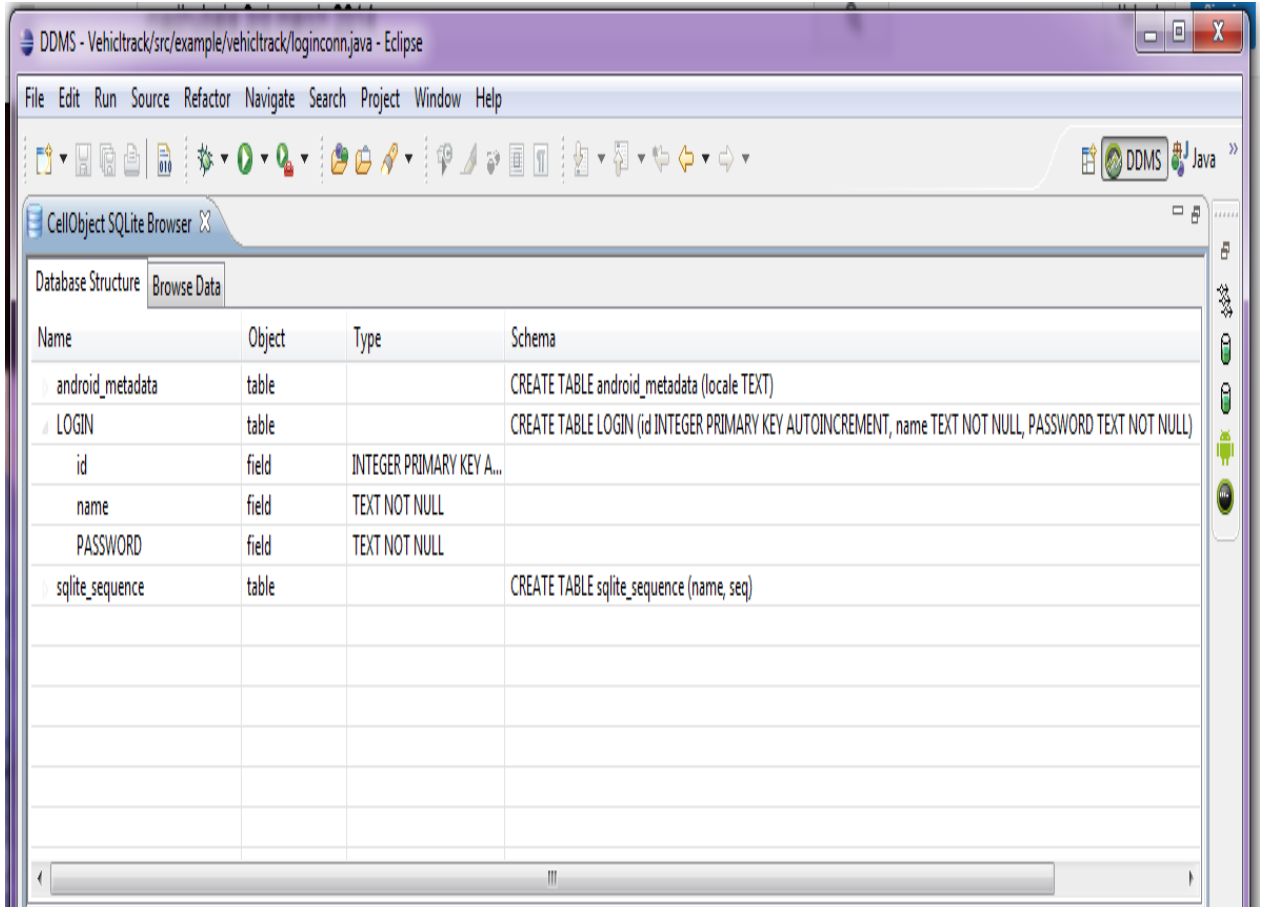 DDMS - Vehicltrack/src/example/vehicltrack/loginconn.java - Eclipse
File Edit Run Source Refactor Navigate Search Project Window Help
DDMS Java
CellObject SQLite Browser
Database Structure Browse Data
Name Object Type Schema
android_metadata table CREATE TABLE android_metadata (locale TEXT)
LOGIN table CREATE TABLE LOGIN (id INTEGER PRIMARY KEY AUTOINCREMENT, name TEXT NOT NULL, PASSWORD TEXT NOT NULL)
id field INTEGER PRIMARY KEY A...
name field TEXT NOT NULL
PASSWORD field TEXT NOT NULL
sqlite_sequence table CREATE TABLE sqlite_sequence (name, seq)